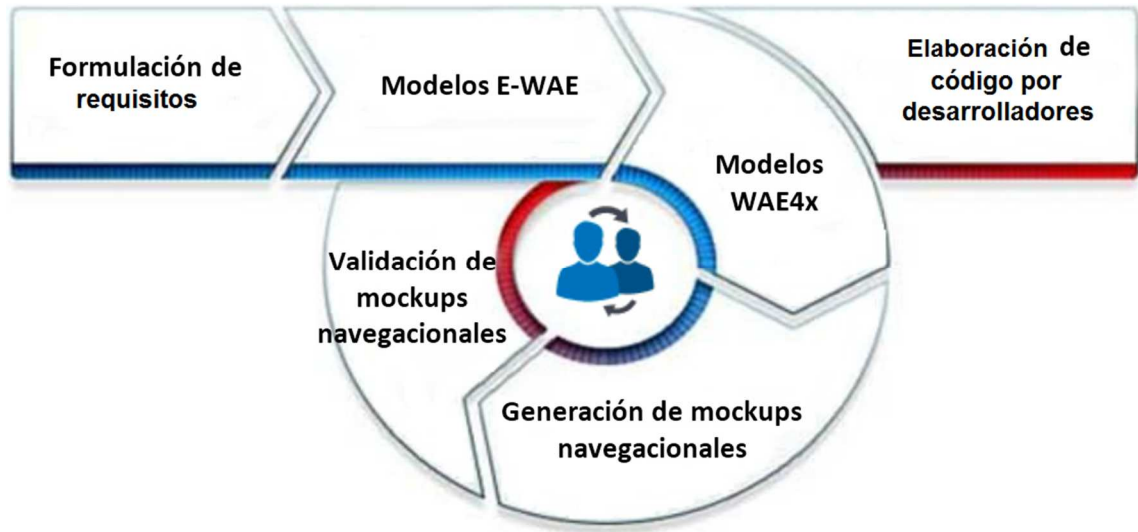 Formulación de
requisitos
Modelos E-WAE
Elaboración de
código por
desarrolladores
Modelos
WAE4x
Validación de
mockups
navegacionales
Generación de mockups
navegacionales